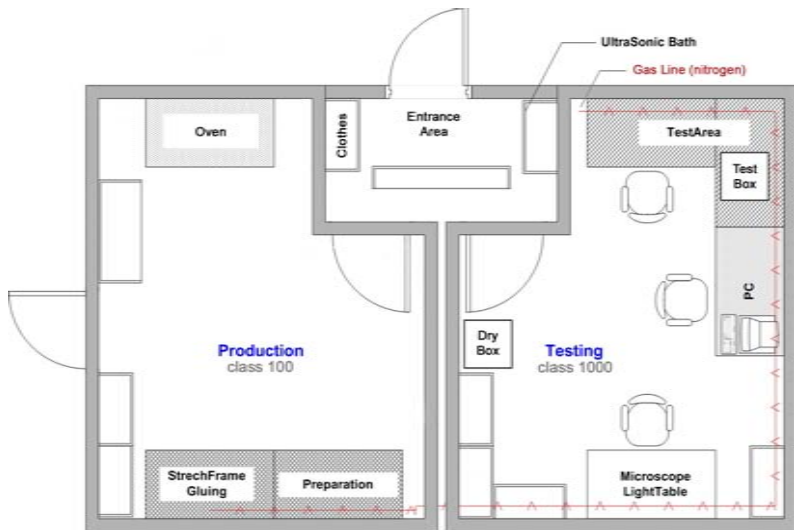 UltraSonic Bath
Gas Line (nitrogen)
Oven
Clothes
Entrance
Area
TestArea
Test
Box
PC
Dry
Box
Production
class 100
Testing
class 1000
StrechFrame
Gluing
Preparation
Microscope
LightTable